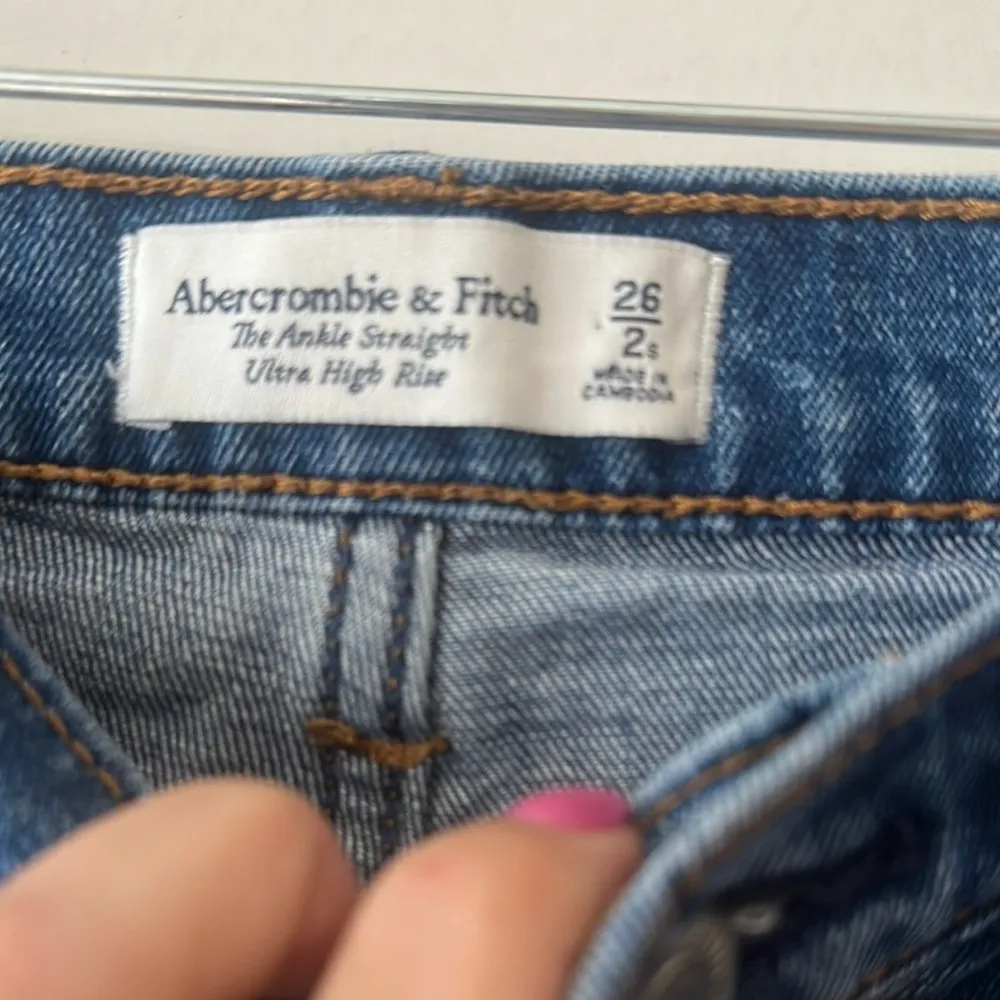 Abercrombie & Fitch
The Ankle Straight
Ultra High Rise
26
2s
MADE IN
CAMBODIA